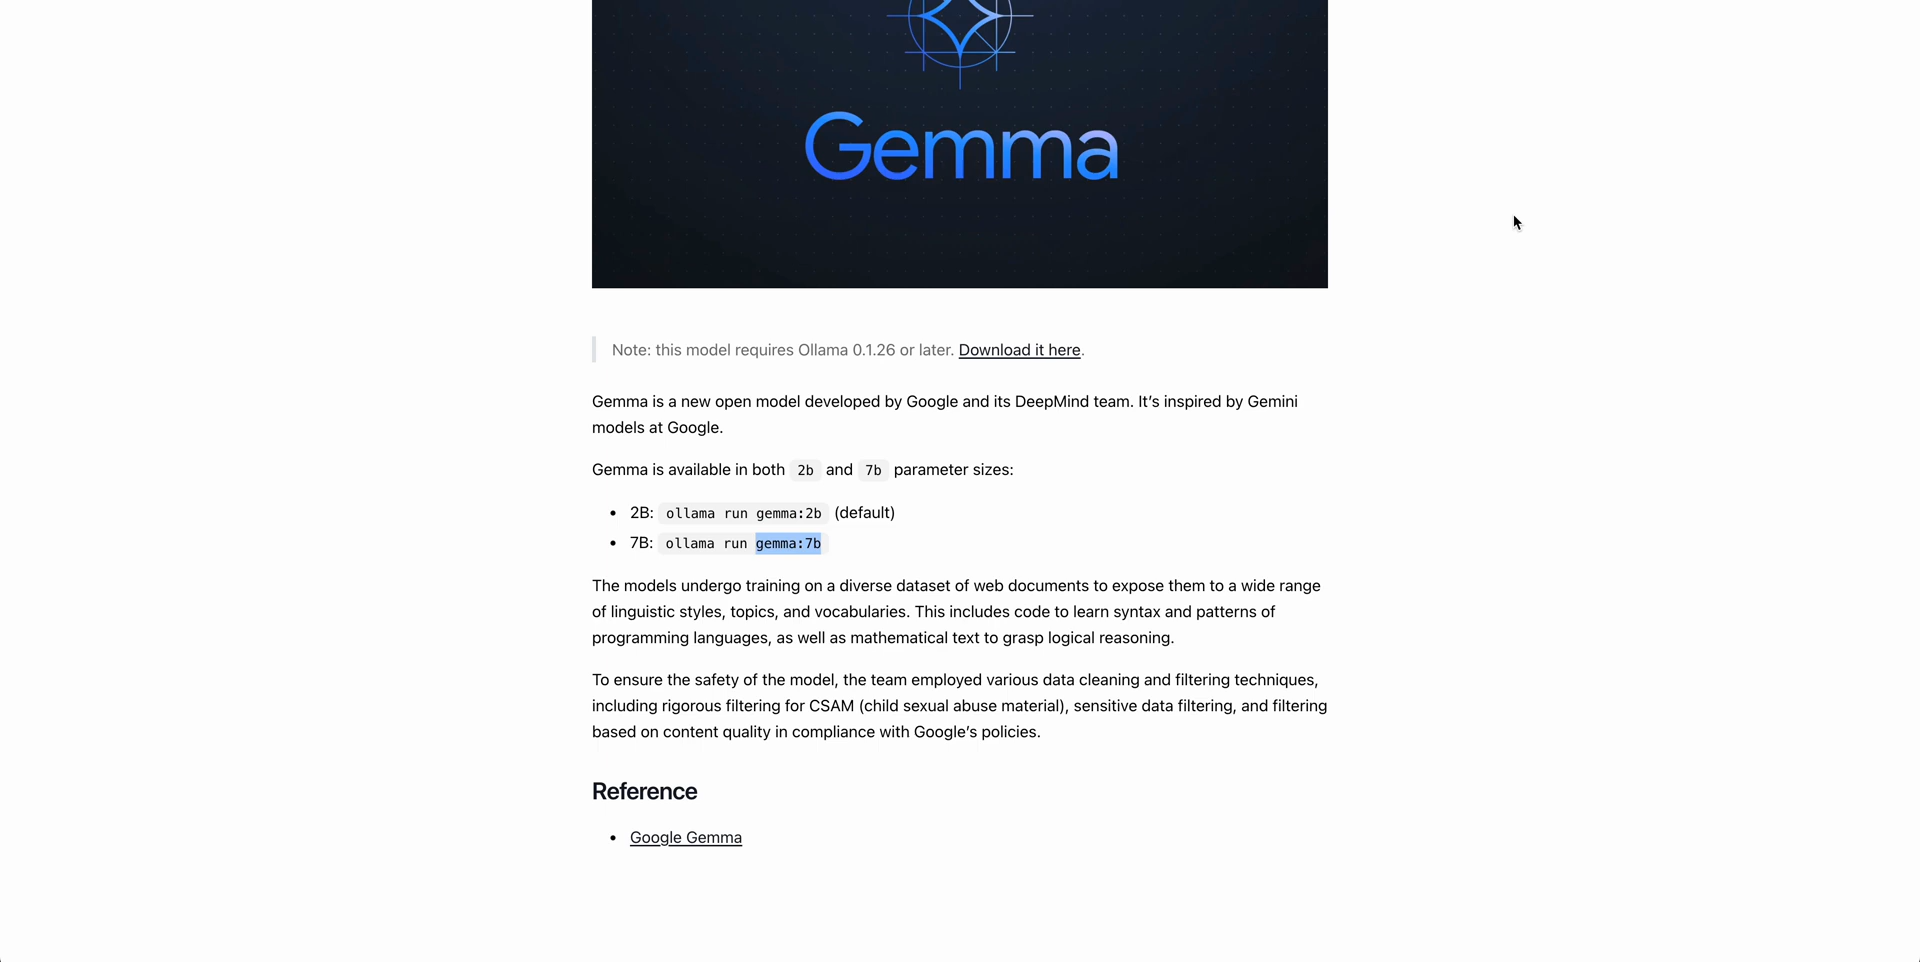 Gemma
Note: this model requires Ollama 0.1.26 or later. Download it here.
Gemma is a new open model developed by Google and its DeepMind team. It’s inspired by Gemini
models at Google.
Gemma is available in both 2b and 7b parameter sizes:
• 2B: ollama run gemma:2b (default)
• 7B: ollama run gemma:7b
The models undergo training on a diverse dataset of web documents to expose them to a wide range
of linguistic styles, topics, and vocabularies. This includes code to learn syntax and patterns of
programming languages, as well as mathematical text to grasp logical reasoning.
To ensure the safety of the model, the team employed various data cleaning and filtering techniques,
including rigorous filtering for CSAM (child sexual abuse material), sensitive data filtering, and filtering
based on content quality in compliance with Google’s policies.
Reference
• Google Gemma